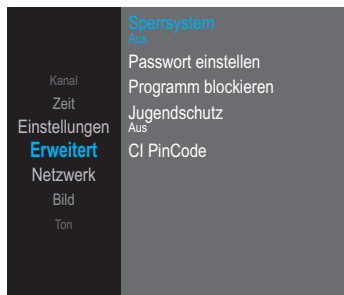 Kanal
Zeit
Einstellungen
Erweitert
Netzwerk
Bild
Ton
Sperrsystem
Aus
Passwort einstellen
Programm blockieren
Jugendschutz
Aus
CI PinCode